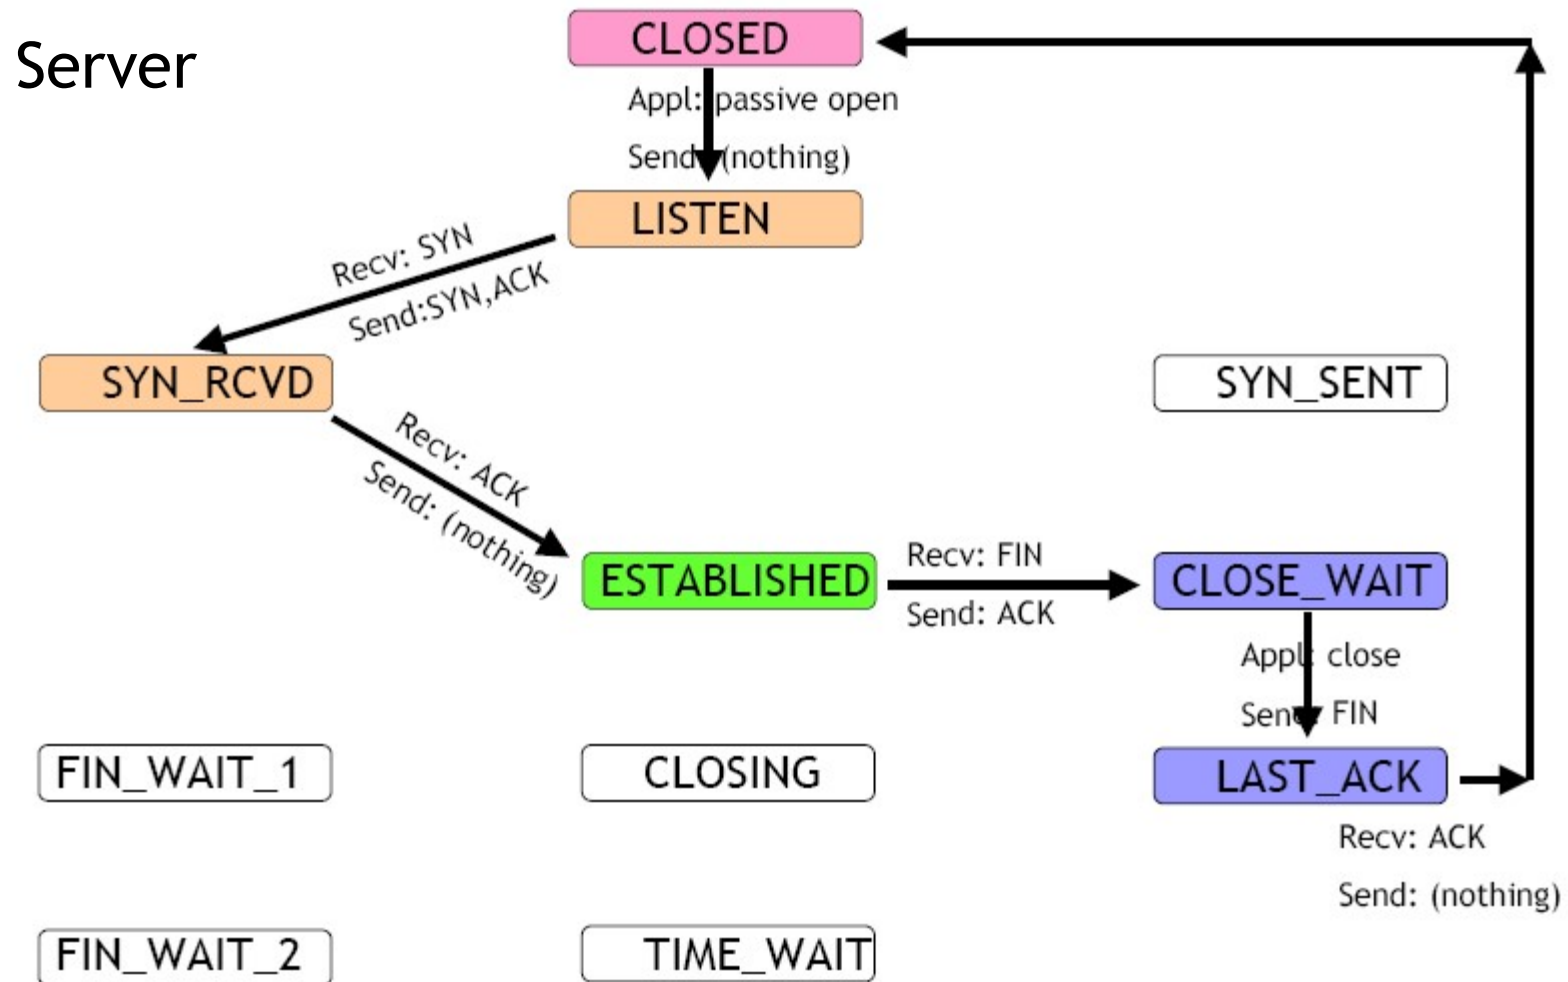 Server
CLOSED
Appl: passive open
Send: (nothing)
LISTEN
Recv: SYN
Send:SYN,ACK
SYN_RCVD
SYN_SENT
Recv: ACK
Send: (nothing)
ESTABLISHED
Recv: FIN
Send: ACK
CLOSE_WAIT
Appl: close
Send: FIN
FIN_WAIT_1
CLOSING
LAST_ACK
Recv: ACK
Send: (nothing)
FIN_WAIT_2
TIME_WAIT